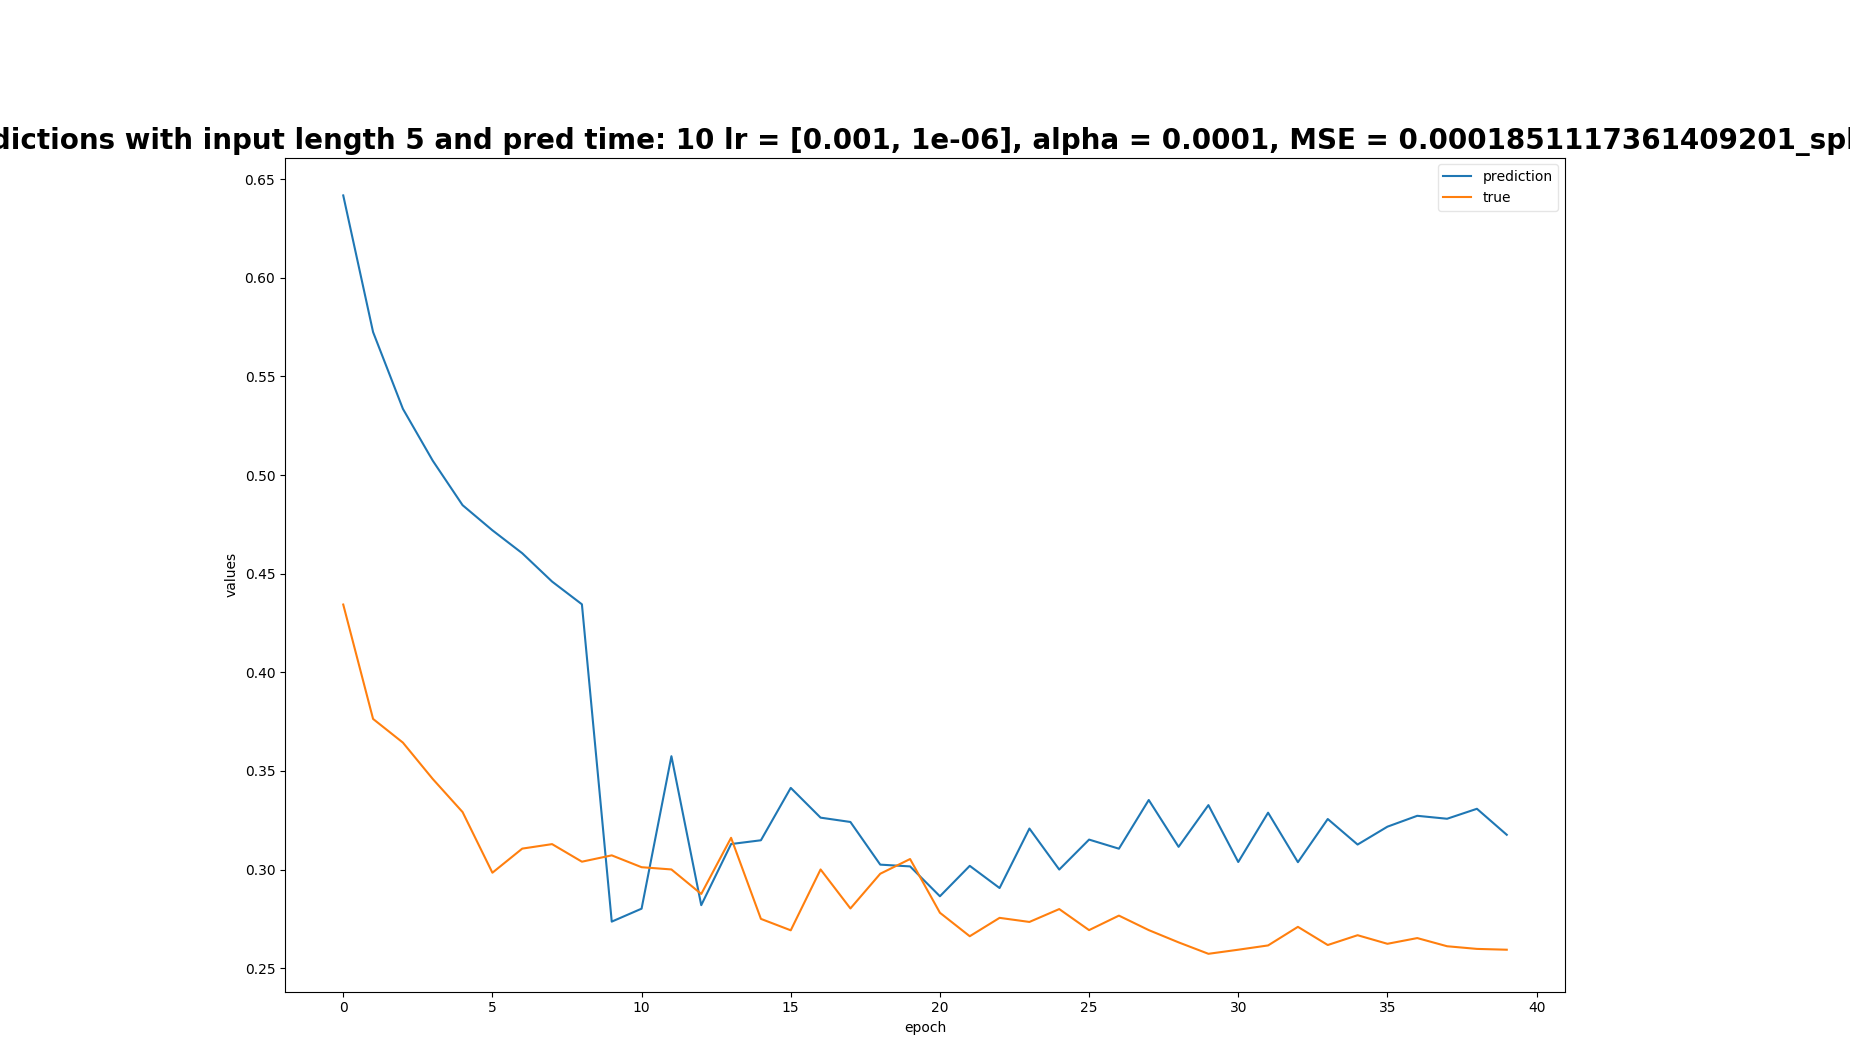 dictions with input length 5 and pred time: 10 lr = [0.001, 1e-06], alpha = 0.0001, MSE = 0.0001851117361409201_spl
prediction
true
0.65
0.60
0.55
0.50
0.45
0.40
0.35
0.30
0.25
values
0 5 10 15 20 25 30 35 40
epoch